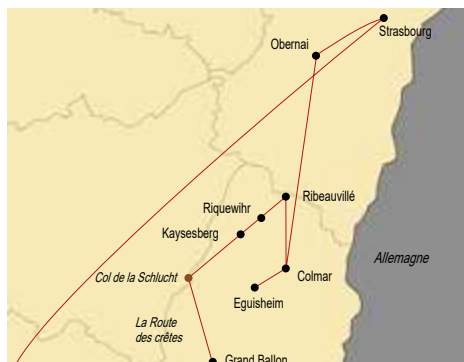 Strasbourg
Obernai
Ribeauvillé
Riquewihr
Kaysesberg
Col de la Schlucht
Colmar
Allemagne
Eguisheim
La Route
des crêtes
Grand Ballon